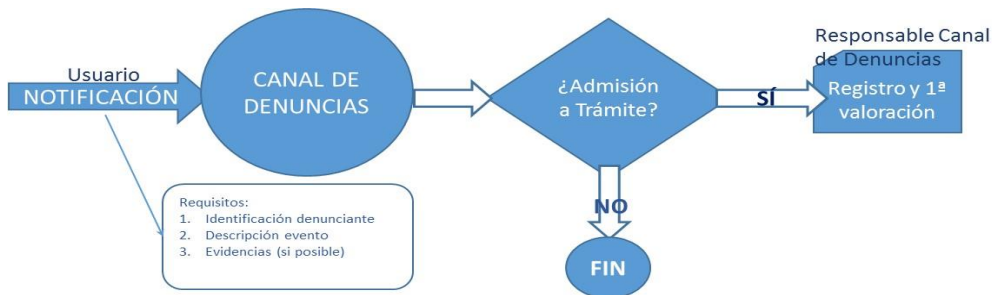 Usuario
NOTIFICACIÓN
CANAL DE
DENUNCIAS
Requisitos:
1. Identificación denunciante
2. Descripción evento
3. Evidencias (si posible)
¿Admisión
a Trámite?
SÍ
NO
FIN
Responsable Canal
de Denuncias
Registro y 1ª
valoración